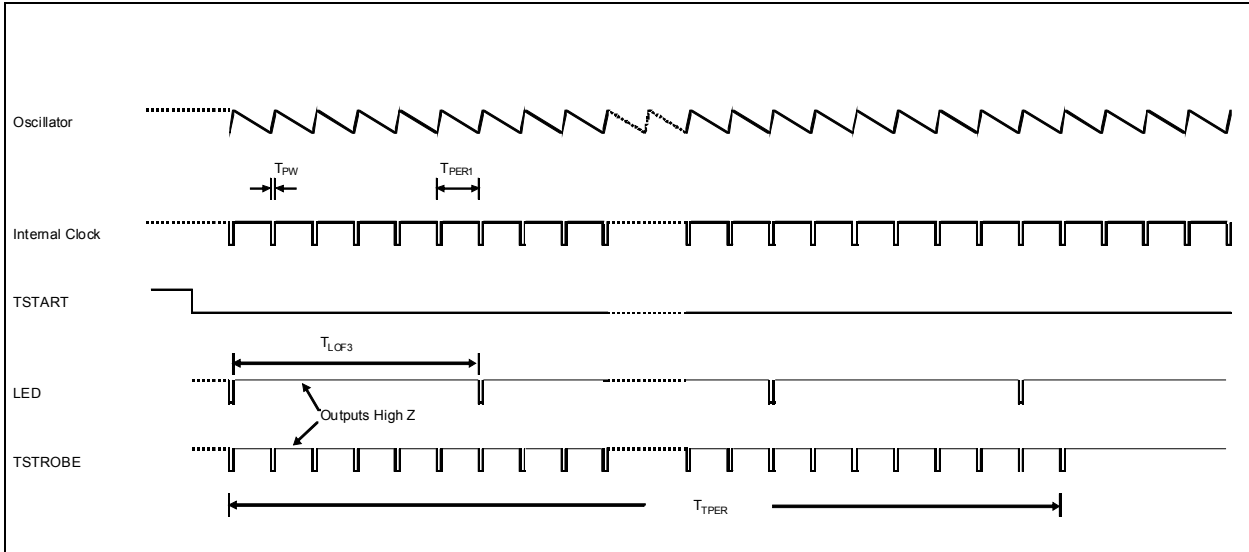 Oscillator
TPW
TPER1
Internal Clock
TSTART
TLOF3
LED
Outputs High Z
TSTROBE
TTPER